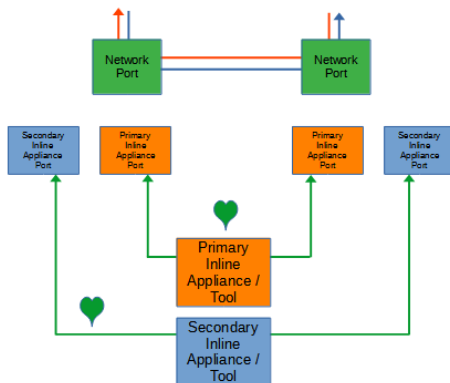 Network
Port
Network
Port
Secondary
Inline
Appliance
Port
Primary
Inline
Appliance
Port
Primary
Inline
Appliance
Port
Secondary
Inline
Appliance
Port
Primary
Inline
Appliance /
Tool
Secondary
Inline
Appliance /
Tool